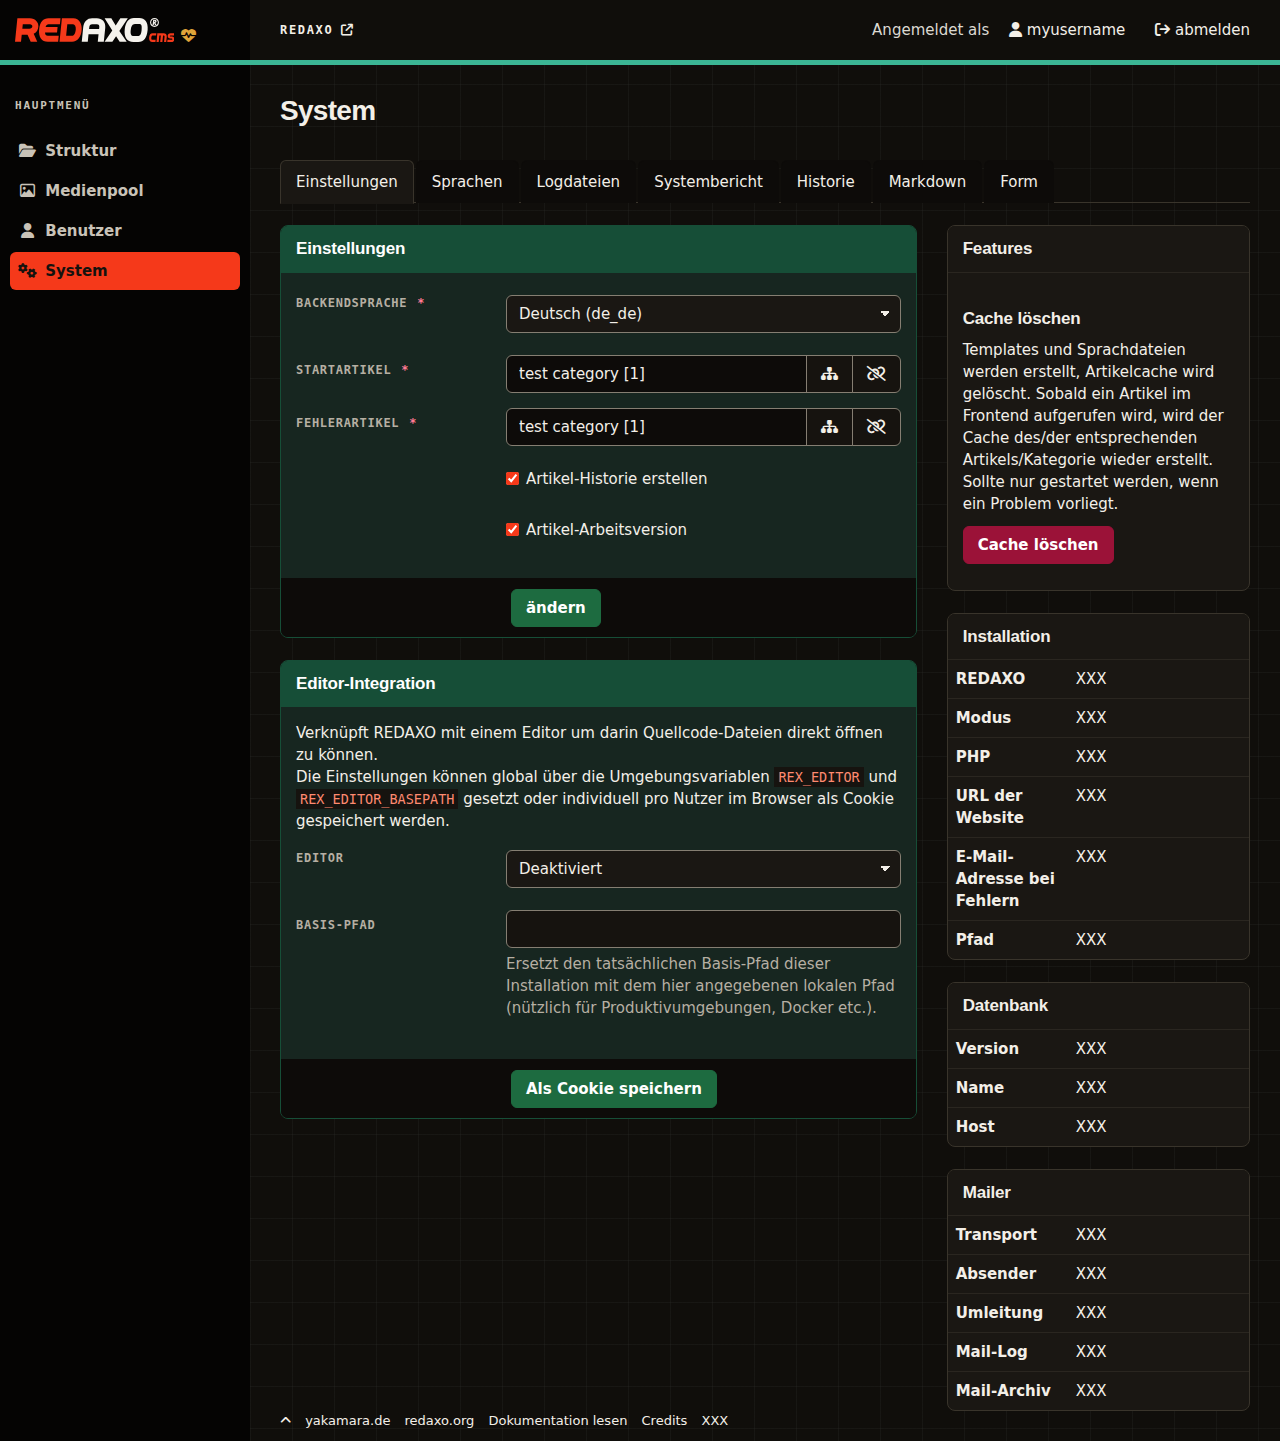 REDAXO® cms
REDAXO
Angemeldet als myusername abmelden
HAUPTMENÜ
Struktur
Medienpool
Benutzer
System
System
Einstellungen Sprachen Logdateien Systembericht Historie Markdown Form
Einstellungen
BACKENDSPRACHE *
Deutsch (de_de)
STARTARTIKEL *
test category [1]
FEHLERARTIKEL *
test category [1]
Artikel-Historie erstellen
Artikel-Arbeitsversion
ändern
Editor-Integration
Verknüpft REDAXO mit einem Editor um darin Quellcode-Dateien direkt öffnen
zu können.
Die Einstellungen können global über die Umgebungsvariablen REX_EDITOR und
REX_EDITOR_BASEPATH gesetzt oder individuell pro Nutzer im Browser als Cookie
gespeichert werden.
EDITOR
Deaktiviert
BASIS-PFAD
Ersetzt den tatsächlichen Basis-Pfad dieser
Installation mit dem hier angegebenen lokalen Pfad
(nützlich für Produktivumgebungen, Docker etc.).
Als Cookie speichern
Features
Cache löschen
Templates und Sprachdateien
werden erstellt, Artikelcache wird
gelöscht. Sobald ein Artikel im
Frontend aufgerufen wird, wird der
Cache des/der entsprechenden
Artikels/Kategorie wieder erstellt.
Sollte nur gestartet werden, wenn
ein Problem vorliegt.
Cache löschen
Installation
REDAXO XXX
Modus XXX
PHP XXX
URL der XXX
Website
E-Mail- XXX
Adresse bei
Fehlern
Pfad XXX
Datenbank
Version XXX
Name XXX
Host XXX
Mailer
Transport XXX
Absender XXX
Umleitung XXX
Mail-Log XXX
Mail-Archiv XXX
yakamara.de redaxo.org Dokumentation lesen Credits XXX